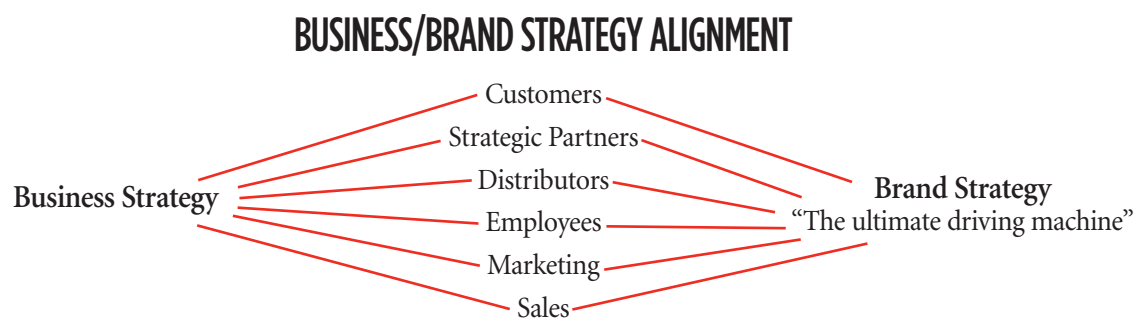 BUSINESS/BRAND STRATEGY ALIGNMENT
Customers
Strategic Partners
Distributors
Business Strategy
Employees
Marketing
Sales
Brand Strategy
“The ultimate driving machine”